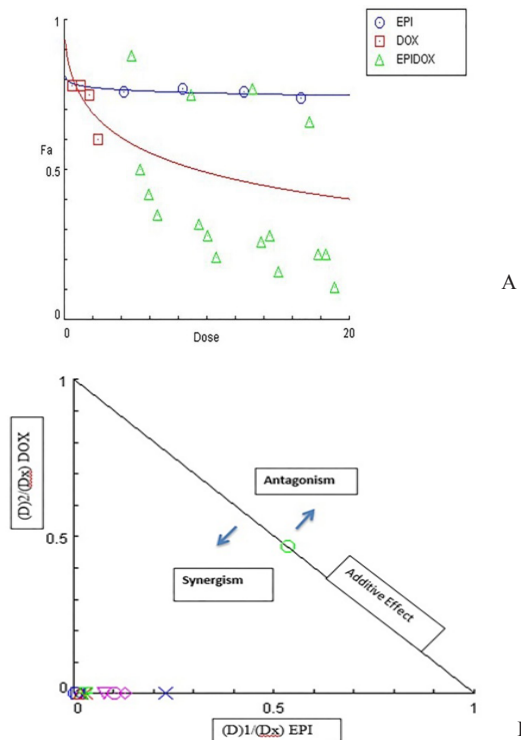 Fa
1
0.5
0
0
Dose
20
EPI
DOX
EPIDOX
A
(D)2/(Dx) DOX
1
0.5
0
0
0.5
1
Antagonism
Synergism
Additive Effect
(D)1/(Dx) EPI